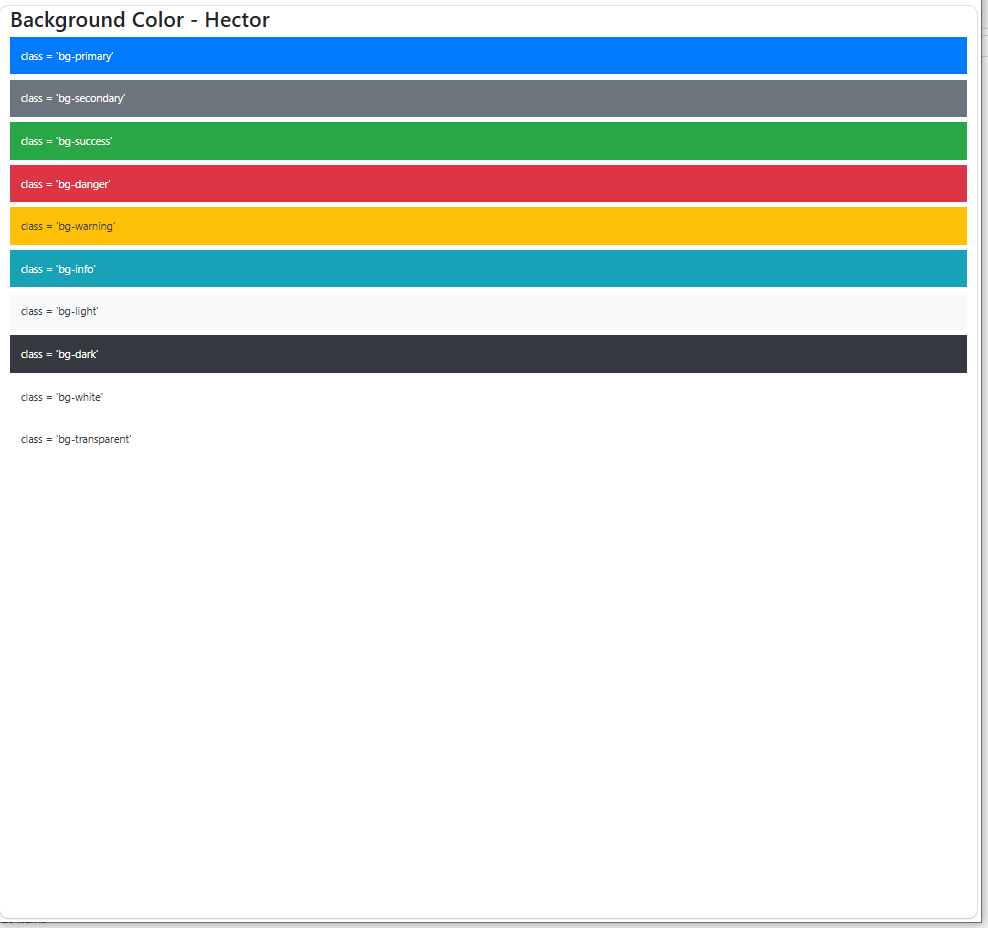 Background Color - Hector
class = 'bg-primary'
class = 'bg-secondary'
class = 'bg-success'
class = 'bg-danger'
class = 'bg-warning'
class = 'bg-info'
class = 'bg-light'
class = 'bg-dark'
class = 'bg-white'
class = 'bg-transparent'